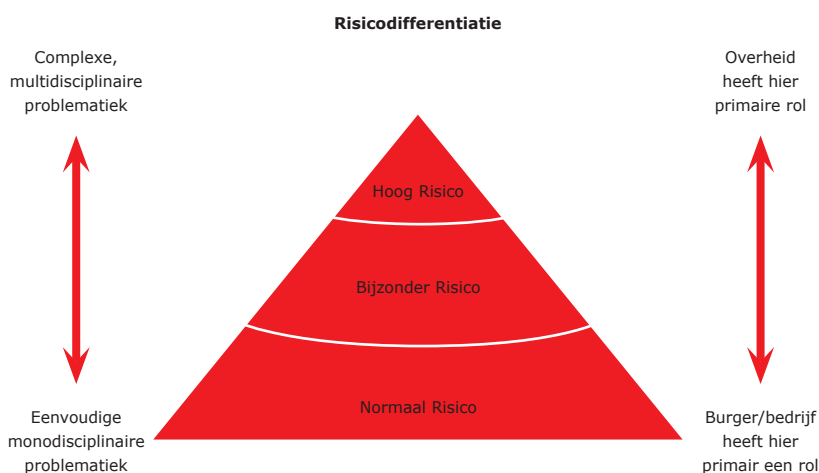 Risicodifferentiatie
Complexe,
multidisciplinaire
problematiek
Overheid
heeft hier
primaire rol
Hoog Risico
Bijzonder Risico
Normaal Risico
Eenvoudige
monodisciplinaire
problematiek
Burger/bedrijf
heeft hier
primair een rol